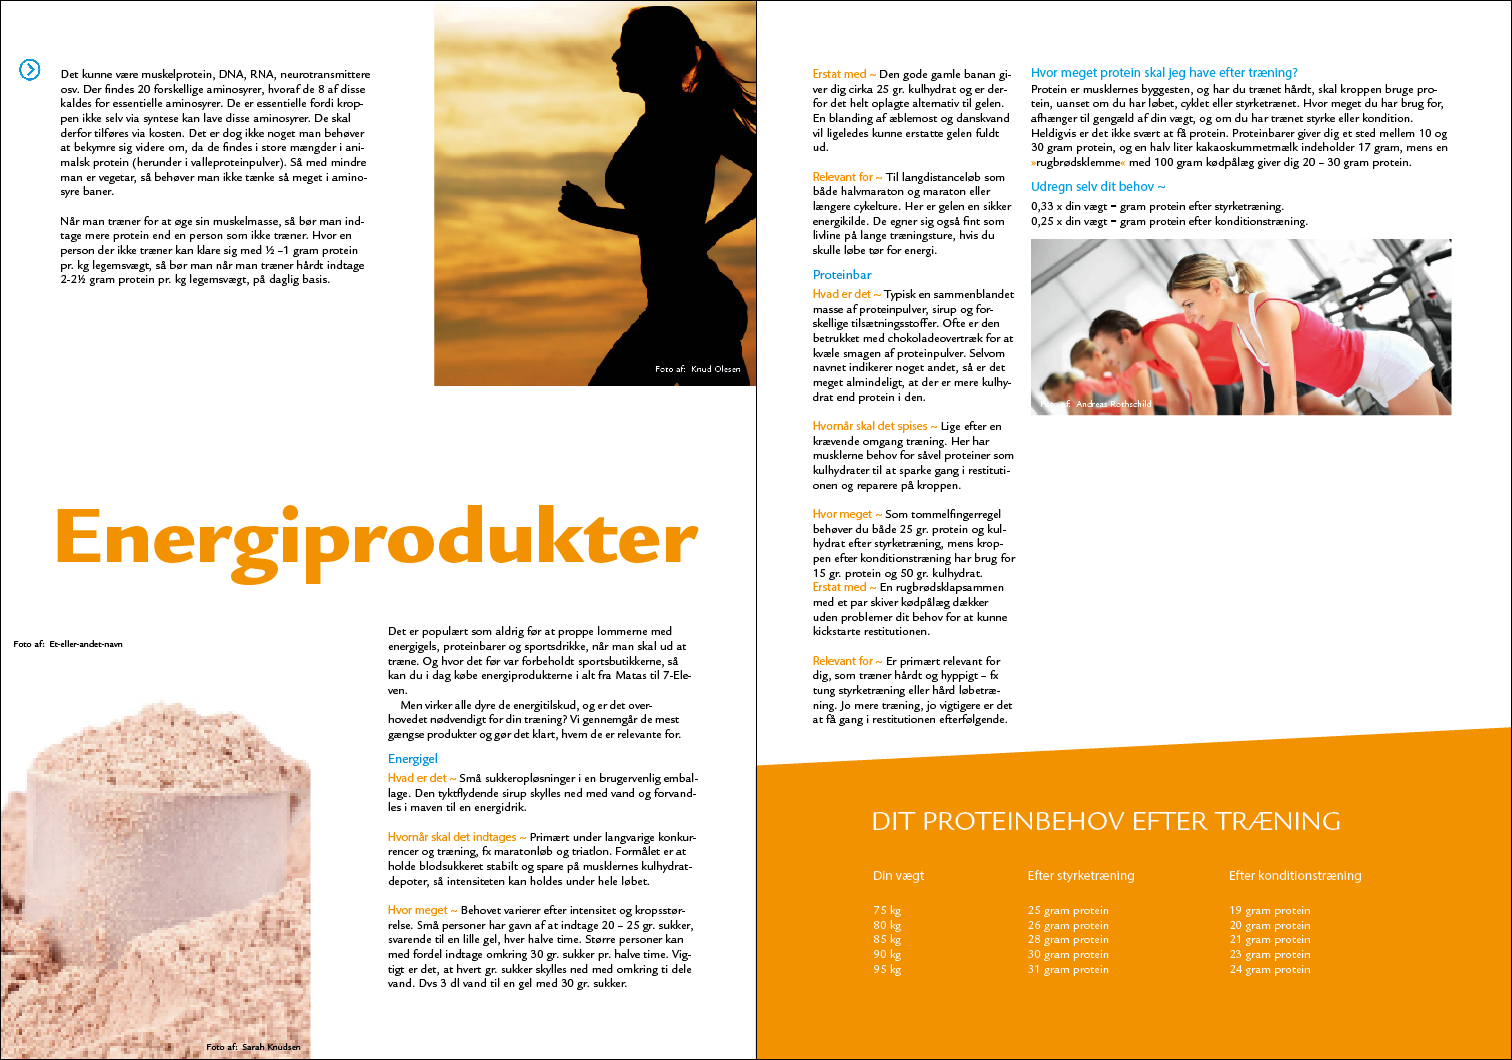 Det kunne være muskelprotein, DNA, RNA, neurotransmittere
osv. Der findes 20 forskellige aminosyrer, hvoraf de 8 af disse
kaldes for essentielle aminosyrer. De er essentielle fordi krop-
pen ikke selv via syntese kan lave disse aminosyrer. De skal
derfor tilføres via kosten. Det er dog ikke noget man behøver
at bekymre sig videre om, da de findes i store mængder i ani-
malsk protein (herunder i valleproteinpulver). Så med mindre
man er vegetar, så behøver man ikke tænke så meget i amino-
syre baner.
Når man træner for at øge sin muskelmasse, så bør man ind-
tage mere protein end en person som ikke træner. Hvor en
person der ikke træner kan klare sig med ½ –1 gram protein
pr. kg legemsvægt, så bør man når man træner hårdt indtage
2-2½ gram protein pr. kg legemsvægt, på daglig basis.
Foto af: Knud Olesen
Energiprodukter
Foto af: Et-eller-andet-navn
Det er populært som aldrig før at proppe lommerne med
energigels, proteinbarer og sportsdrikke, når man skal ud at
træne. Og hvor det før var forbeholdt sportsbutikkerne, så
kan du i dag købe energiprodukterne i alt fra Matas til 7-Ele-
ven.
Men virker alle dyre de energitilskud, og er det over-
hovedet nødvendigt for din træning? Vi gennemgår de mest
gængse produkter og gør det klart, hvem de er relevante for.
Energigel
Hvad er det ~ Små sukkeropløsninger i en brugervenlig embal-
lage. Den tyktflydende sirup skylles ned med vand og forvand-
les i maven til en energidrik.
Hvornår skal det indtages ~ Primært under langvarige konkur-
rencer og træning, fx maratonløb og triatlon. Formålet er at
holde blodsukkeret stabilt og spare på musklernes kulhydrat-
depoter, så intensiteten kan holdes under hele løbet.
Hvor meget ~ Behovet varierer efter intensitet og kropsstør-
relse. Små personer har gavn af at indtage 20 – 25 gr. sukker,
svarende til en lille gel, hver halve time. Større personer kan
med fordel indtage omkring 30 gr. sukker pr. halve time. Vig-
tigt er det, at hvert gr. sukker skylles ned med omkring ti dele
vand. Dvs 3 dl vand til en gel med 30 gr. sukker.
Foto af: Sarah Knudsen
Erstat med ~ Den gode gamle banan gi-
ver dig cirka 25 gr. kulhydrat og er der-
for det helt oplagte alternativ til gelen.
En blanding af æblemost og danskvand
vil ligeledes kunne erstatte gelen fuldt
ud.
Relevant for ~ Til langdistanceløb som
både halvmaraton og maraton eller
længere cykelture. Her er gelen en sikker
energikilde. De egner sig også fint som
livline på lange træningsture, hvis du
skulle løbe tør for energi.
Proteinbar
Hvad er det ~ Typisk en sammenblandet
masse af proteinpulver, sirup og for-
skellige tilsætningsstoffer. Ofte er den
betrukket med chokoladeovertræk for at
kvæle smagen af proteinpulver. Selvom
navnet indikerer noget andet, så er det
meget almindeligt, at der er mere kulhy-
drat end protein i den.
Hvornår skal det spises ~ Lige efter en
krævende omgang træning. Her har
musklerne behov for såvel proteiner som
kulhydrater til at sparke gang i restituti-
onen og reparere på kroppen.
Hvor meget ~ Som tommelfingerregel
behøver du både 25 gr. protein og kul-
hydrat efter styrketræning, mens krop-
pen efter konditionstræning har brug for
15 gr. protein og 50 gr. kulhydrat.
Erstat med ~ En rugbrødsklapsammen
med et par skiver kødpålæg dækker
uden problemer dit behov for at kunne
kickstarte restitutionen.
Relevant for ~ Er primært relevant for
dig, som træner hårdt og hyppigt – fx
tung styrketræning eller hård løbetræ-
ning. Jo mere træning, jo vigtigere er det
at få gang i restitutionen efterfølgende.
Hvor meget protein skal jeg have efter træning?
Protein er musklernes byggesten, og har du trænet hårdt, skal kroppen bruge pro-
tein, uanset om du har løbet, cyklet eller styrketrænet. Hvor meget du har brug for,
afhænger til gengæld af din vægt, og om du har trænet styrke eller kondition.
Heldigvis er det ikke svært at få protein. Proteinbarer giver dig et sted mellem 10 og
30 gram protein, og en halv liter kakaoskummetmælk indeholder 17 gram, mens en
»rugbrødsklemme« med 100 gram kødpålæg giver dig 20 – 30 gram protein.
Udregn selv dit behov ~
0,33 x din vægt = gram protein efter styrketræning.
0,25 x din vægt = gram protein efter konditionstræning.
Foto af: Andreas Rothschild
DIT PROTEINBEHOV EFTER TRÆNING
Din vægt Efter styrketræning Efter konditionstræning
75 kg 25 gram protein 19 gram protein
80 kg 26 gram protein 20 gram protein
85 kg 28 gram protein 21 gram protein
90 kg 30 gram protein 23 gram protein
95 kg 31 gram protein 24 gram protein